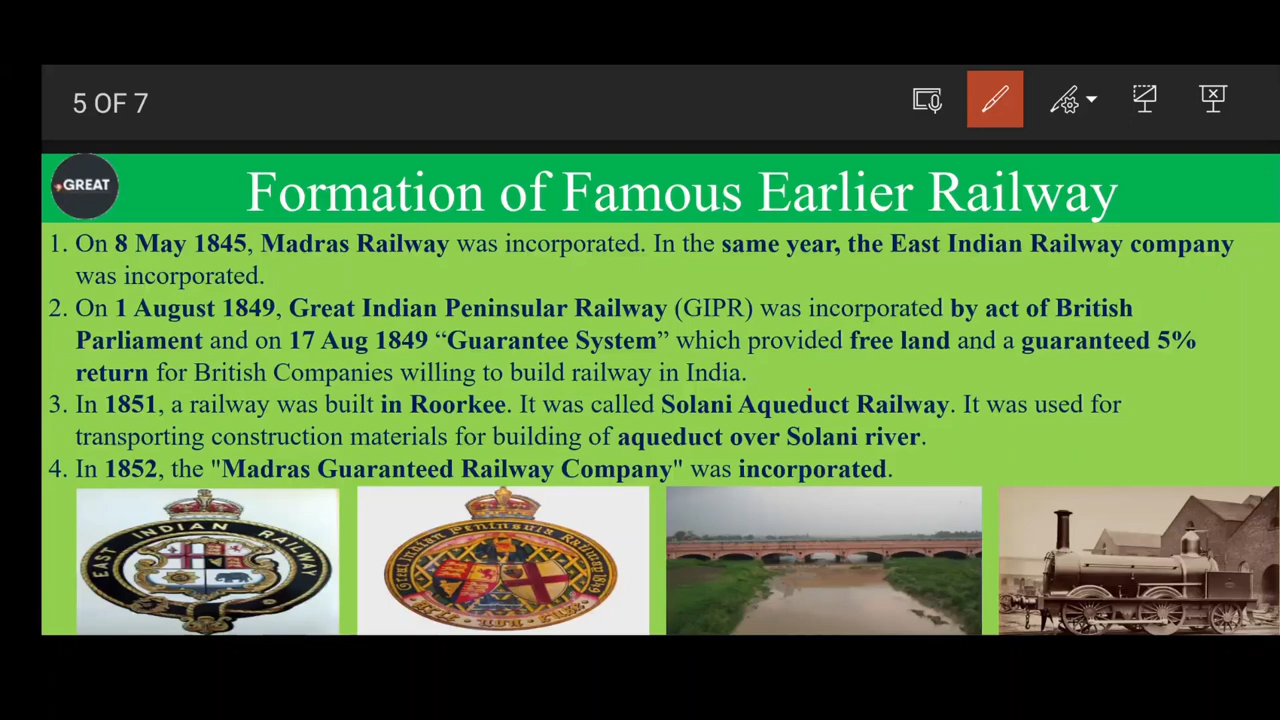 5 OF 7
GREAT
Formation of Famous Earlier Railway
1. On 8 May 1845, Madras Railway was incorporated. In the same year, the East Indian Railway company
was incorporated.
2. On 1 August 1849, Great Indian Peninsular Railway (GIPR) was incorporated by act of British
Parliament and on 17 Aug 1849 “Guarantee System” which provided free land and a guaranteed 5%
return for British Companies willing to build railway in India.
3. In 1851, a railway was built in Roorkee. It was called Solani Aqueduct Railway. It was used for
transporting construction materials for building of aqueduct over Solani river.
4. In 1852, the "Madras Guaranteed Railway Company" was incorporated.
EAST INDIAN RAILWAY
Great Indian Peninsula Railway 1849